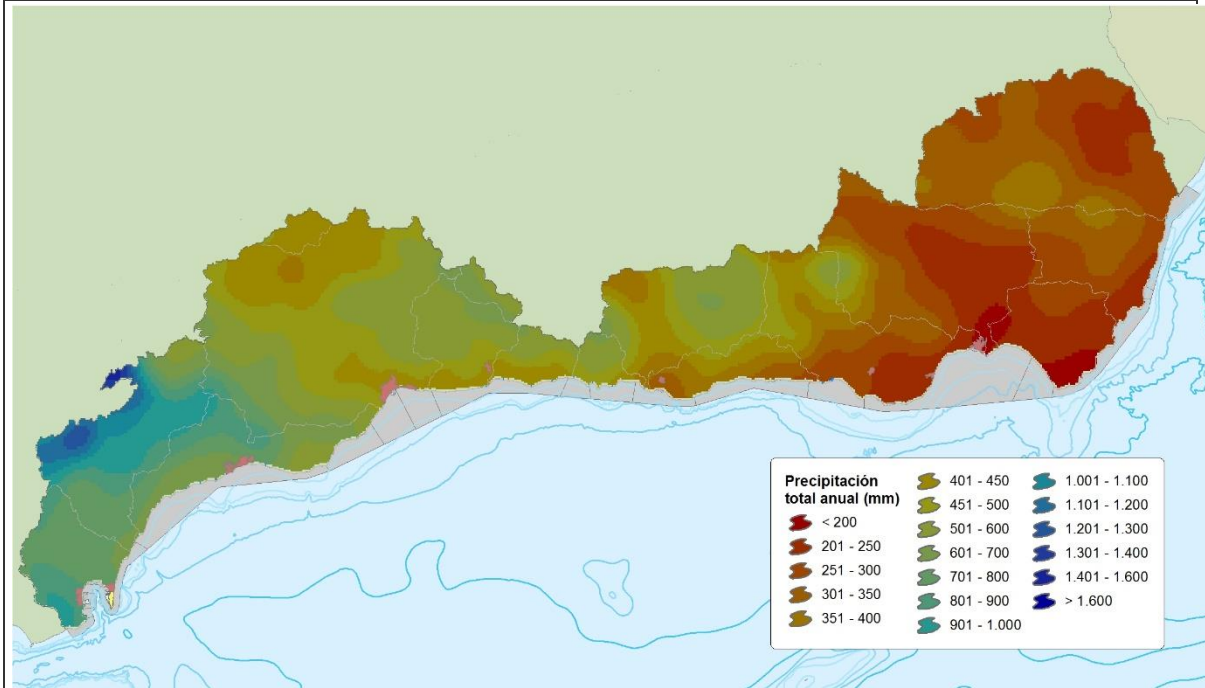 Precipitación
total anual (mm)
< 200
201 - 250
251 - 300
301 - 350
351 - 400
401 - 450
451 - 500
501 - 600
601 - 700
701 - 800
801 - 900
901 - 1.000
1.001 - 1.100
1.101 - 1.200
1.201 - 1.300
1.301 - 1.400
1.401 - 1.600
> 1.600